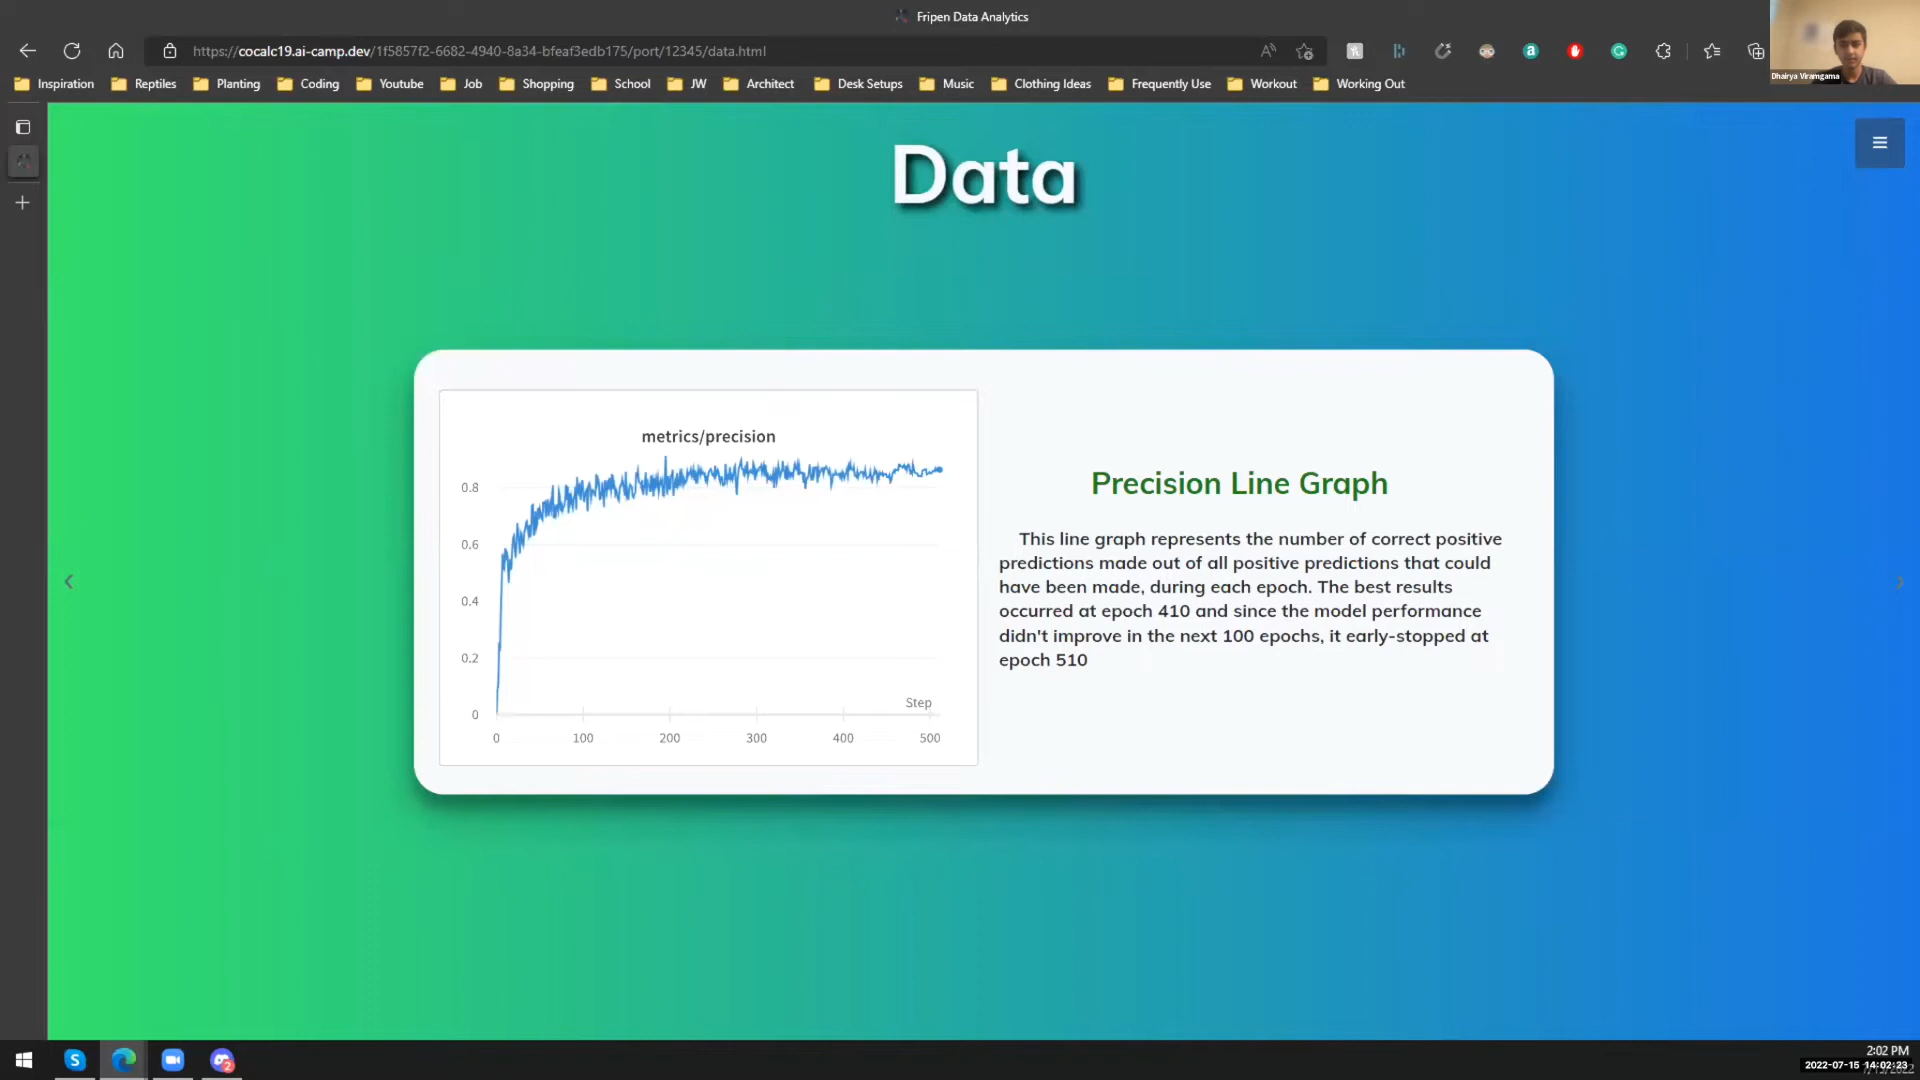 Fripen Data Analytics
https://cocalc19.ai-camp.dev/1f5857f2-6682-4940-8a34-bfeaf3edb175/port/12345/data.html
Dhairya Viramgama
Inspiration Reptiles Planting Coding Youtube Job Shopping School JW Architect Desk Setups Music Clothing Ideas Frequently Use Workout Working Out
Data
metrics/precision
0.8
0.6
0.4
0.2
0
Step
0 100 200 300 400 500
Precision Line Graph
This line graph represents the number of correct positive
predictions made out of all positive predictions that could
have been made, during each epoch. The best results
occurred at epoch 410 and since the model performance
didn't improve in the next 100 epochs, it early-stopped at
epoch 510
2:02 PM
2022-07-15 14:02:23